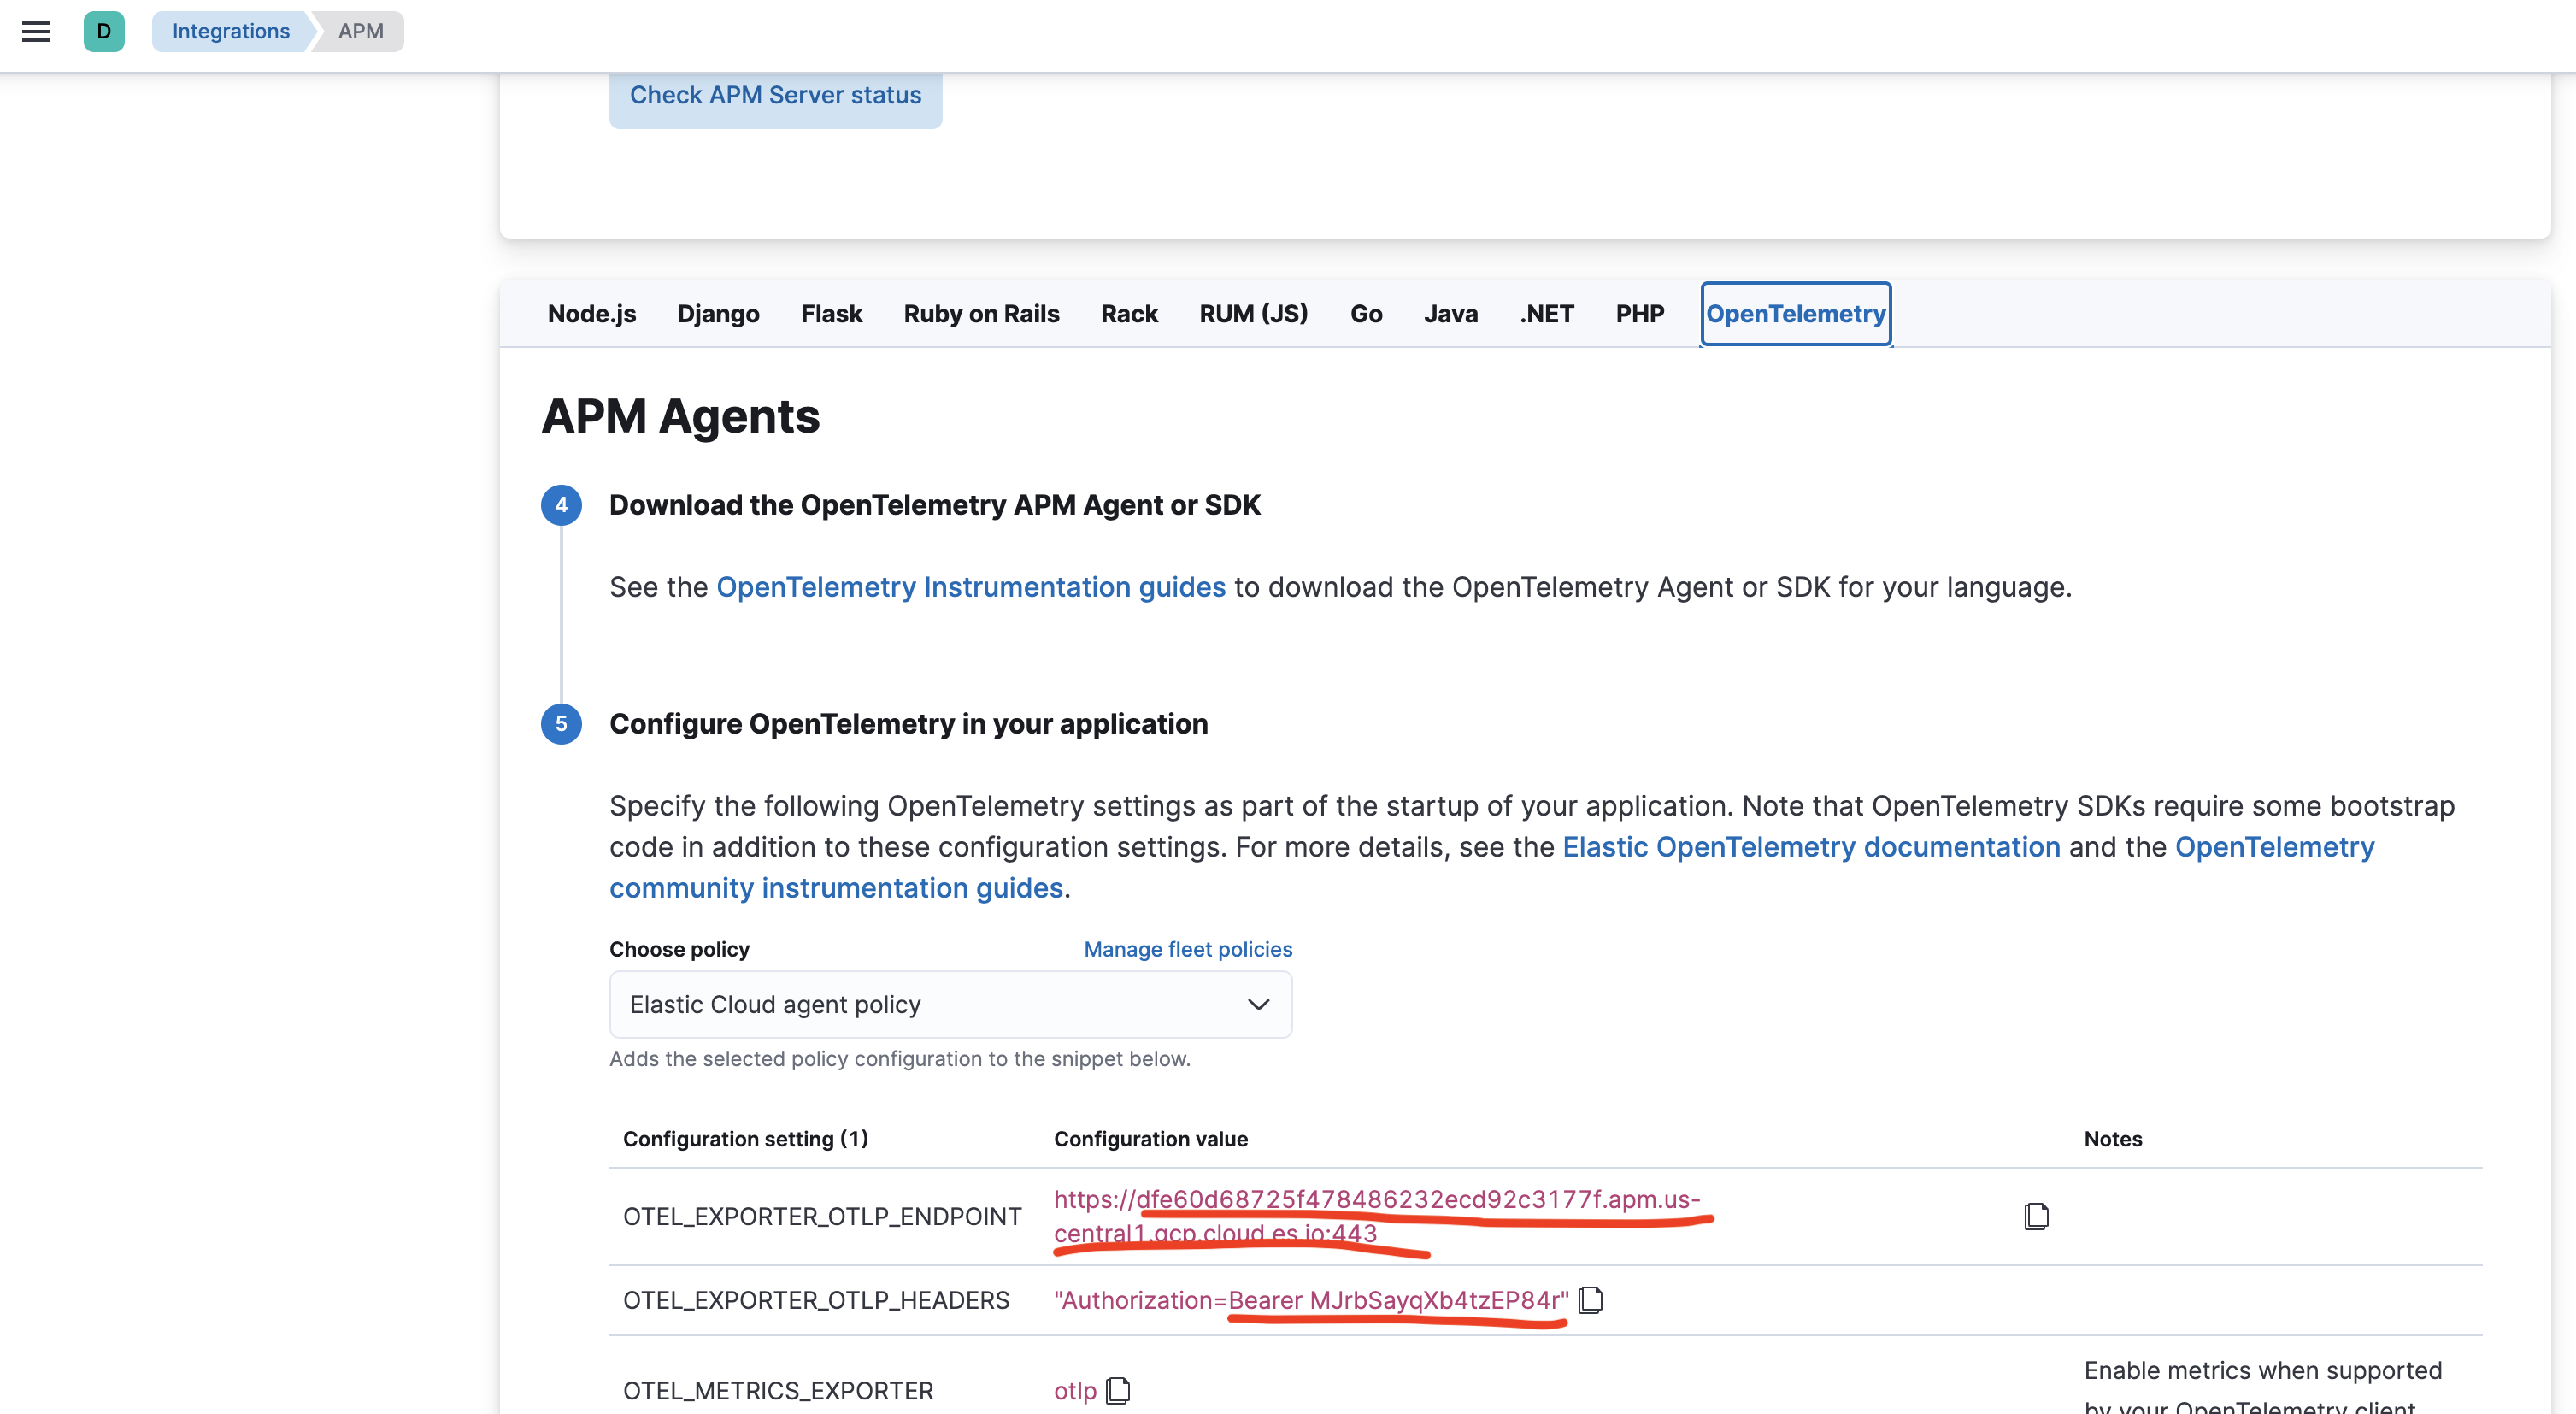 D
Integrations
APM
Check APM Server status
Node.js Django Flask Ruby on Rails Rack RUM (JS) Go Java .NET PHP OpenTelemetry
APM Agents
4
Download the OpenTelemetry APM Agent or SDK
See the OpenTelemetry Instrumentation guides to download the OpenTelemetry Agent or SDK for your language.
5
Configure OpenTelemetry in your application
Specify the following OpenTelemetry settings as part of the startup of your application. Note that OpenTelemetry SDKs require some bootstrap
code in addition to these configuration settings. For more details, see the Elastic OpenTelemetry documentation and the OpenTelemetry
community instrumentation guides.
Choose policy
Manage fleet policies
Elastic Cloud agent policy
Adds the selected policy configuration to the snippet below.
Configuration setting (1) Configuration value Notes
OTEL_EXPORTER_OTLP_ENDPOINT
https://dfe60d68725f478486232ecd92c3177f.apm.us-
central1.gcp.cloud.es.io:443
OTEL_EXPORTER_OTLP_HEADERS
"Authorization=Bearer MJrbSayqXb4tzEP84r"
OTEL_METRICS_EXPORTER
otlp
Enable metrics when supported
by your OpenTelemetry client